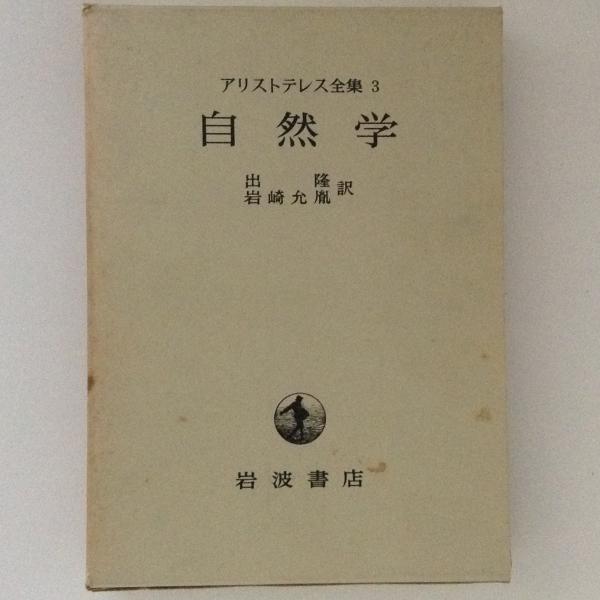 アリストテレス全集 3
自然学
出隆
岩崎允胤 訳
岩波書店